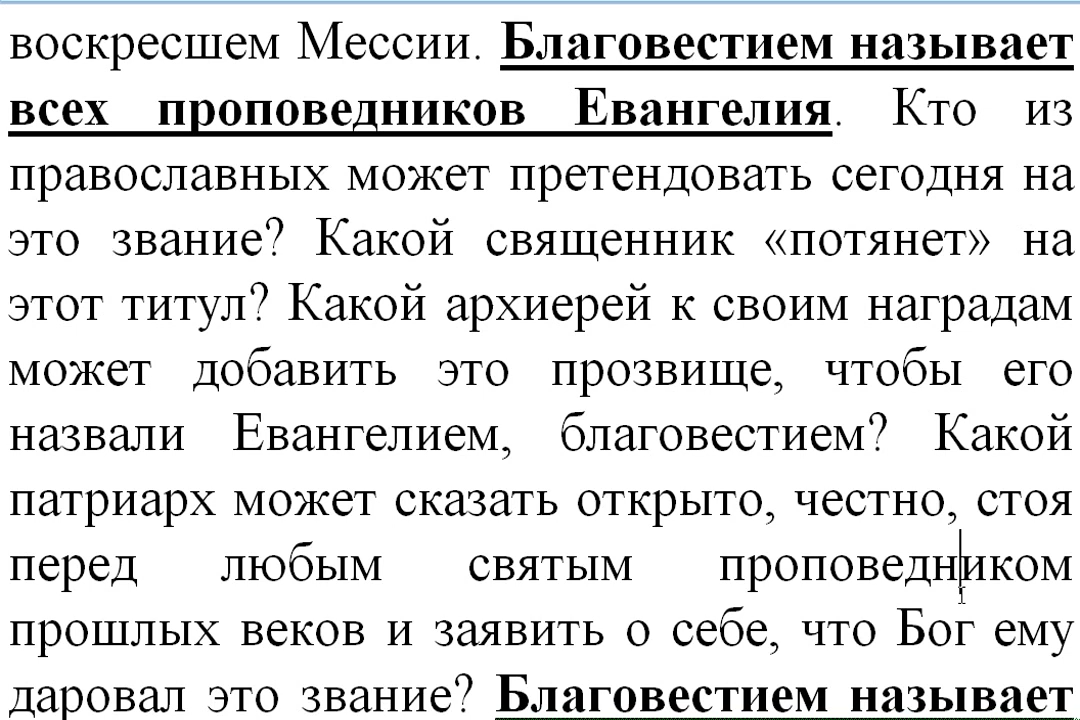 воскресшем Мессии. Благовестием называет
всех проповедников Евангелия. Кто из
православных может претендовать сегодня на
это звание? Какой священник «потянет» на
этот титул? Какой архиерей к своим наградам
может добавить это прозвище, чтобы его
назвали Евангелием, благовестием? Какой
патриарх может сказать открыто, честно, стоя
перед любым святым проповедником
прошлых веков и заявить о себе, что Бог ему
даровал это звание? Благовестием называет